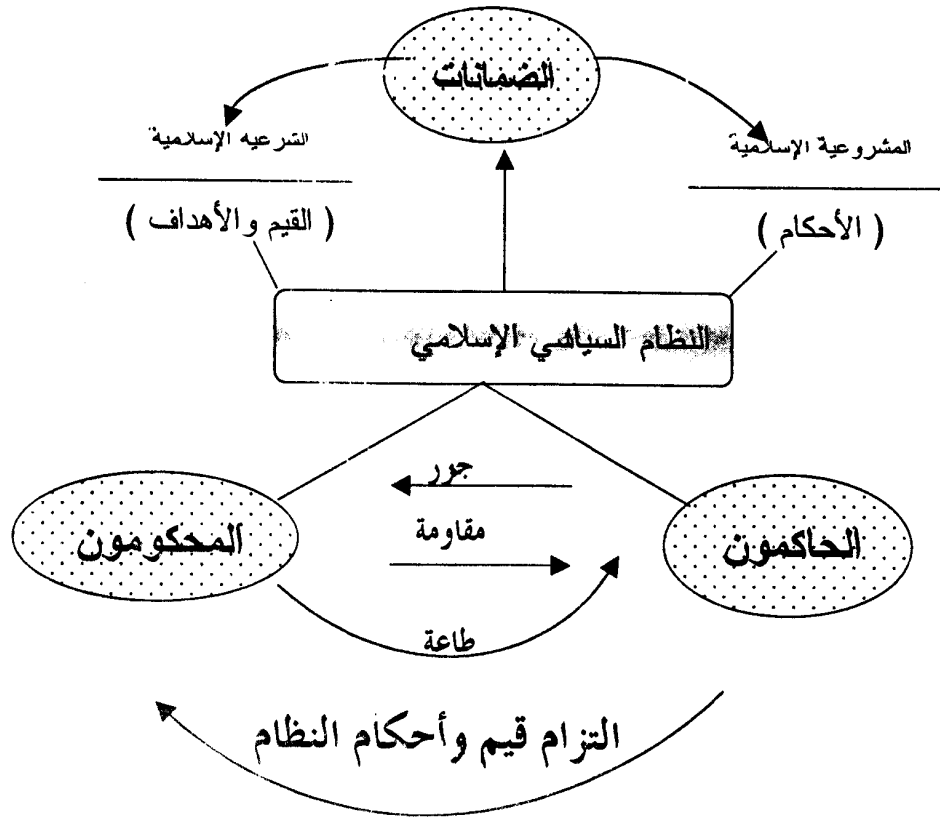 الضمانات
المشروعية الإسلامية
الشرعيه الإسلامية
( الأحكام )
( القيم والأهداف )
النظام السياسي الإسلامي
جور
الحاكمون
مقاومة
المحكومون
طاعة
التزام قيم وأحكام النظام